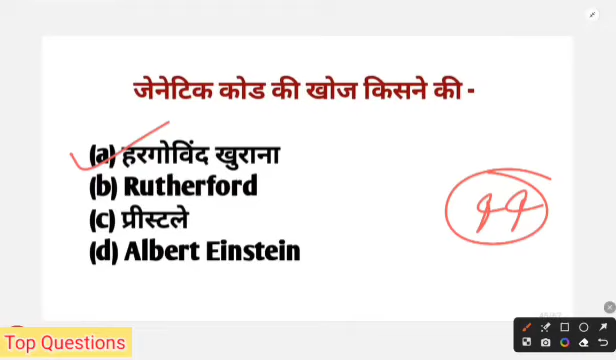 जेनेटिक कोड की खोज किसने की -
(a) हरगोविंद खुराना
(b) Rutherford
(c) प्रीस्टले
(d) Albert Einstein
Top Questions